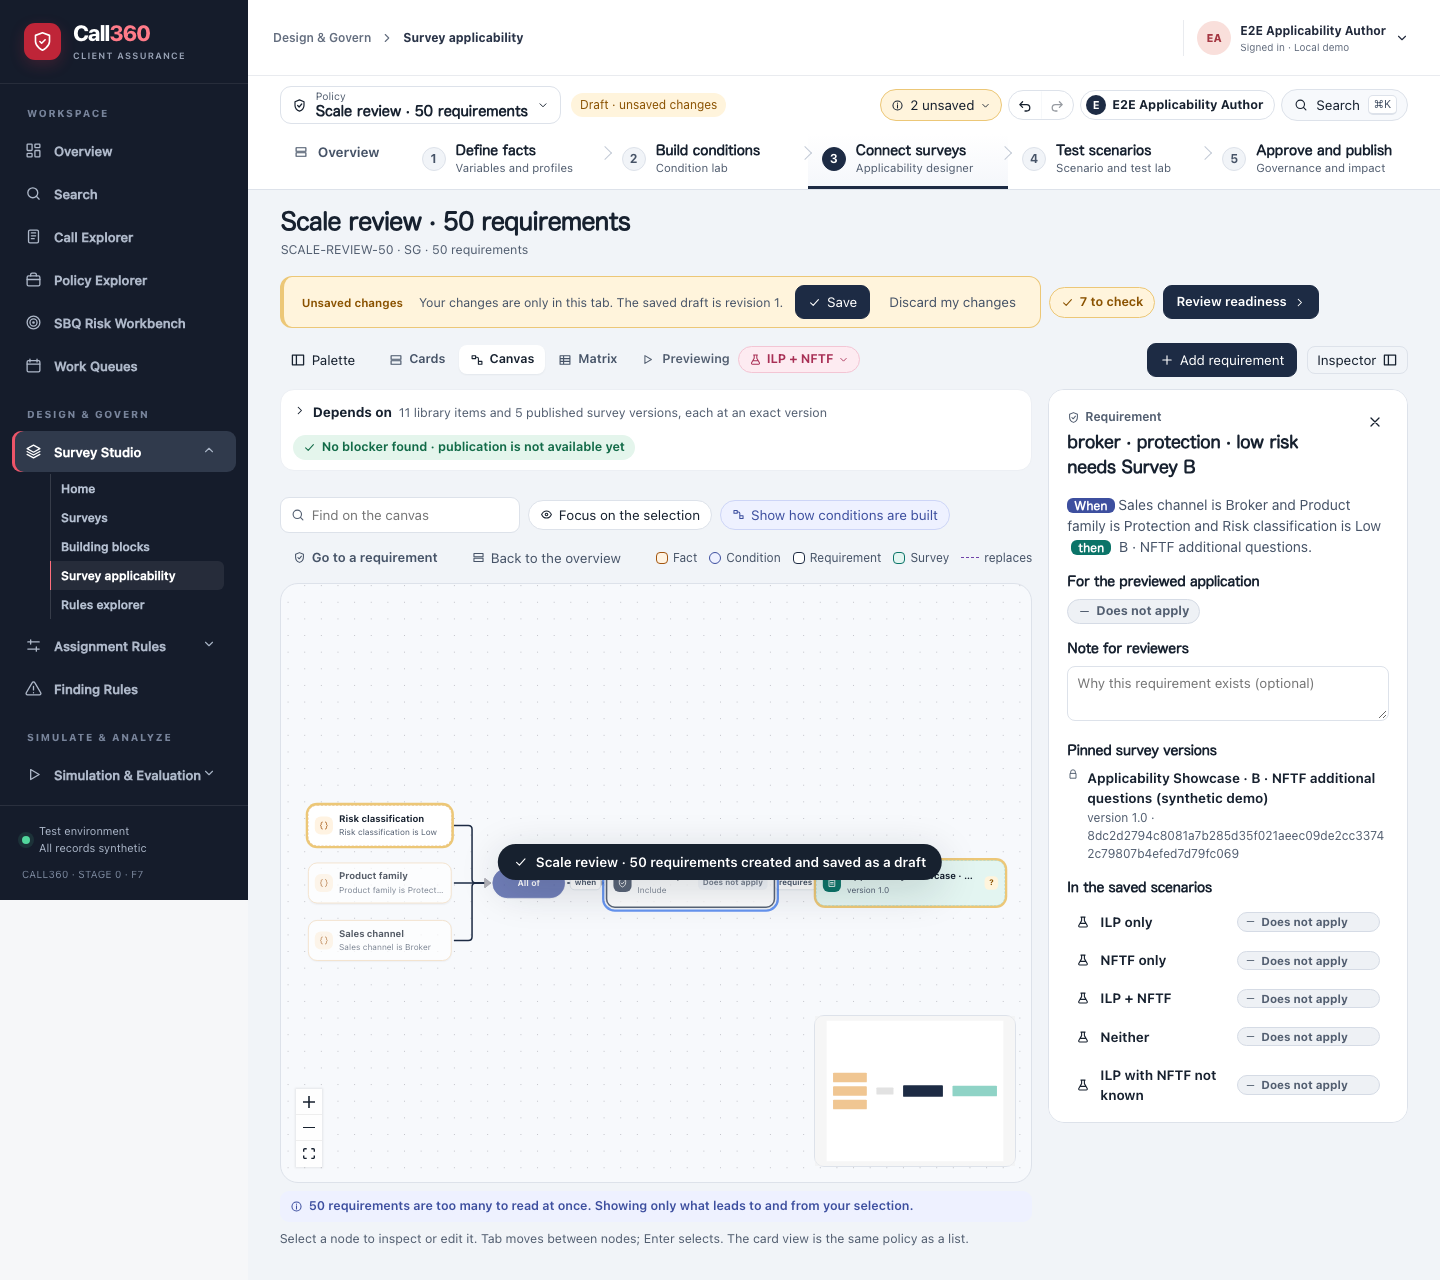 Call360
CLIENT ASSURANCE
WORKSPACE
Overview
Search
Call Explorer
Policy Explorer
SBQ Risk Workbench
Work Queues
DESIGN & GOVERN
Survey Studio
Home
Surveys
Building blocks
Survey applicability
Rules explorer
Assignment Rules
Finding Rules
SIMULATE & ANALYZE
Simulation & Evaluation
Test environment
All records synthetic
CALL360 · STAGE 0 · F7
Design & Govern > Survey applicability
EA
E2E Applicability Author
Signed in · Local demo
Policy
Scale review · 50 requirements
Draft · unsaved changes
2 unsaved
E E2E Applicability Author
Search ⌘K
Overview
1 Define facts
Variables and profiles
2 Build conditions
Condition lab
3 Connect surveys
Applicability designer
4 Test scenarios
Scenario and test lab
5 Approve and publish
Governance and impact
Scale review · 50 requirements
SCALE-REVIEW-50 · SG · 50 requirements
Unsaved changes Your changes are only in this tab. The saved draft is revision 1. Save Discard my changes
7 to check
Review readiness
Palette
Cards
Canvas
Matrix
Previewing
ILP + NFTF
Add requirement
Inspector
Depends on 11 library items and 5 published survey versions, each at an exact version
No blocker found · publication is not available yet
Find on the canvas
Focus on the selection
Show how conditions are built
Go to a requirement
Back to the overview
Fact
Condition
Requirement
Survey
replaces
Risk classification
Risk classification is Low
Product family
Product family is Protect...
Sales channel
Sales channel is Broker
Scale review · 50 requirements created and saved as a draft
All of
when
Include
Does not apply
requires
version 1.0
?
50 requirements are too many to read at once. Showing only what leads to and from your selection.
Select a node to inspect or edit it. Tab moves between nodes; Enter selects. The card view is the same policy as a list.
Requirement
broker · protection · low risk
needs Survey B
When Sales channel is Broker and Product
family is Protection and Risk classification is Low
then B · NFTF additional questions.
For the previewed application
Does not apply
Note for reviewers
Why this requirement exists (optional)
Pinned survey versions
Applicability Showcase · B · NFTF additional
questions (synthetic demo)
version 1.0 ·
8dc2d2794c8081a7b285d35f021aeec09de2cc3374
2c79807b4efed7d79fc069
In the saved scenarios
ILP only Does not apply
NFTF only Does not apply
ILP + NFTF Does not apply
Neither Does not apply
ILP with NFTF not
known
Does not apply